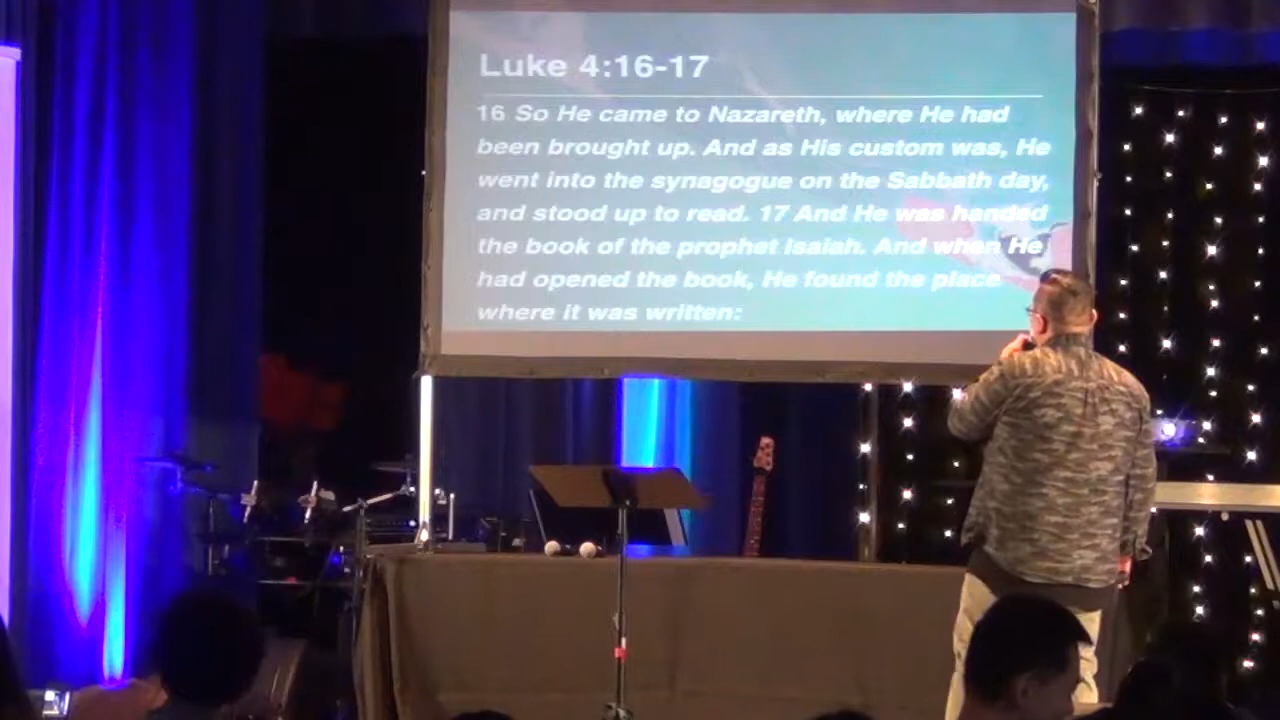 Luke 4:16-17
16 So He came to Nazareth, where He had
been brought up. And as His custom was, He
went into the synagogue on the Sabbath day,
and stood up to read. 17 And He was handed
the book of the prophet Isaiah. And when He
had opened the book, He found the place
where it was written: